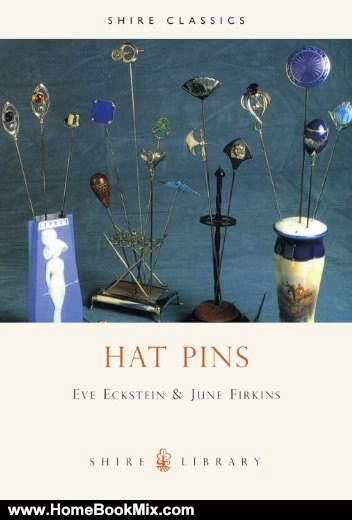 SHIRE CLASSICS
HAT PINS
EVE ECKSTEIN & JUNE FIRKINS
SHIRE LIBRARY
www.HomeBookMix.com